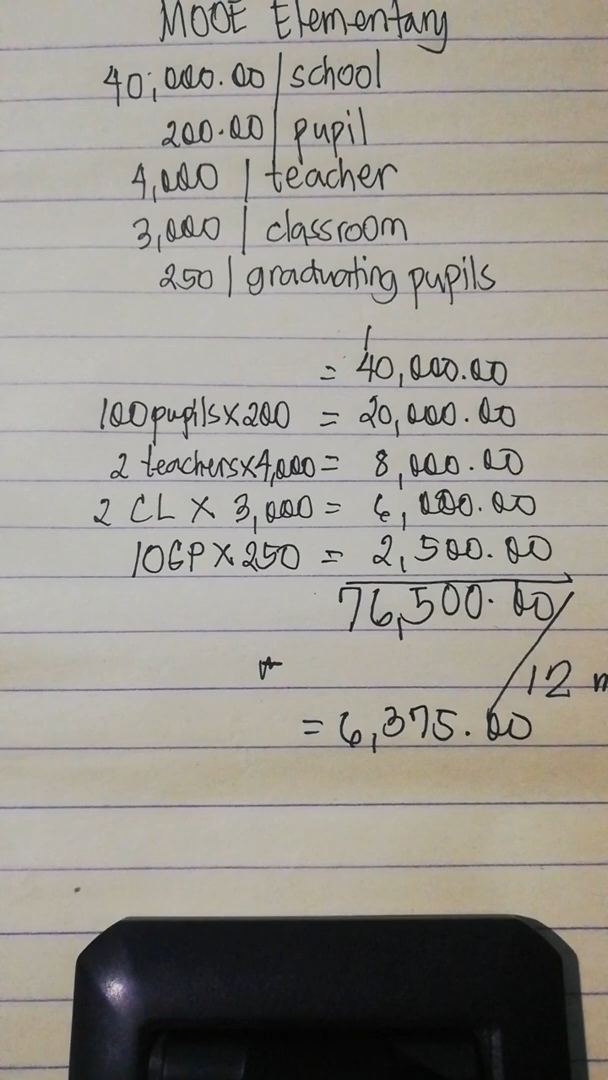 MOOE Elementary
40,000.00 | school
200.00 | pupil
4,000 | teacher
3,000 | classroom
250 | graduating pupils
= 40,000.00
100 pupils x 200 = 20,000.00
2 teachers x 4,000 = 8,000.00
2 CL x 3,000 = 6,000.00
10GP x 250 = 2,500.00
76,500.00 / 12 m
= 6,375.00